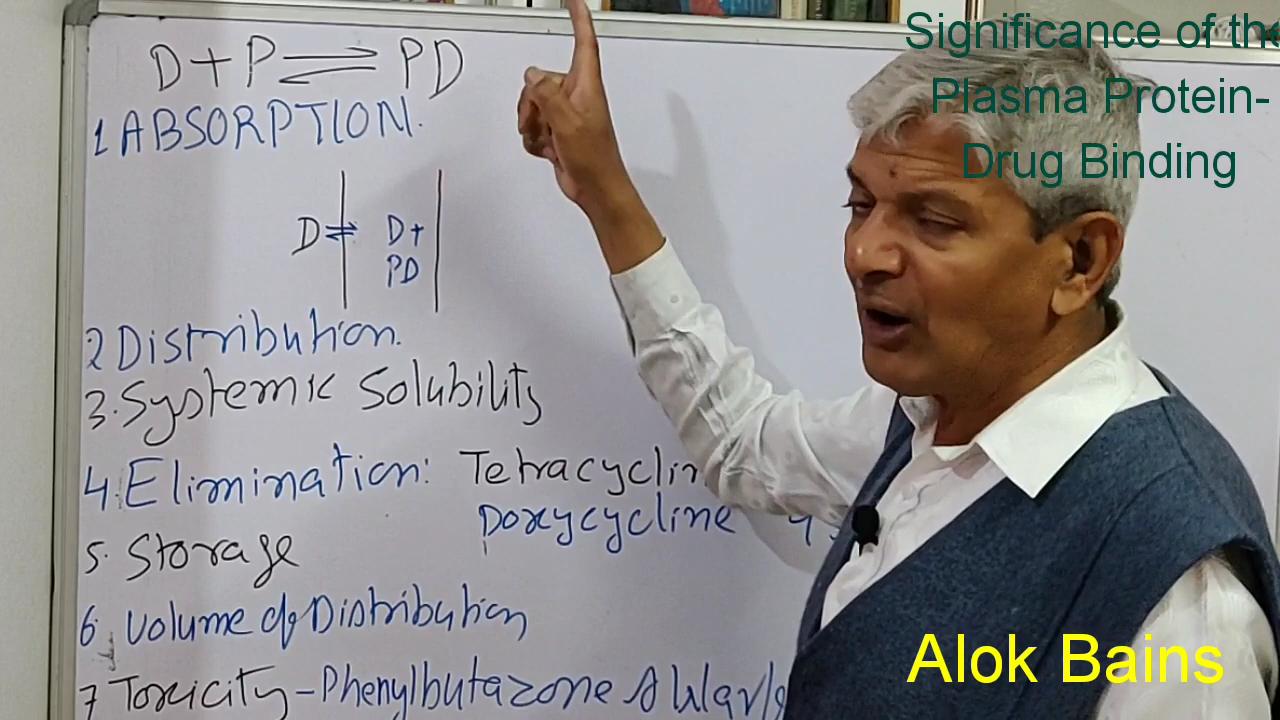 Significance of the
Plasma Protein-
Drug Binding
D + P ⇌ PD
1 ABSORPTION.
D ⇌ D +
PD
2 Distribution.
3. Systemic Solubility
4. Elimination: Tetracyclin
Doxycycline
5. Storage
6. Volume of Distribution
7 Toxicity - Phenylbutazone &
Alok Bains